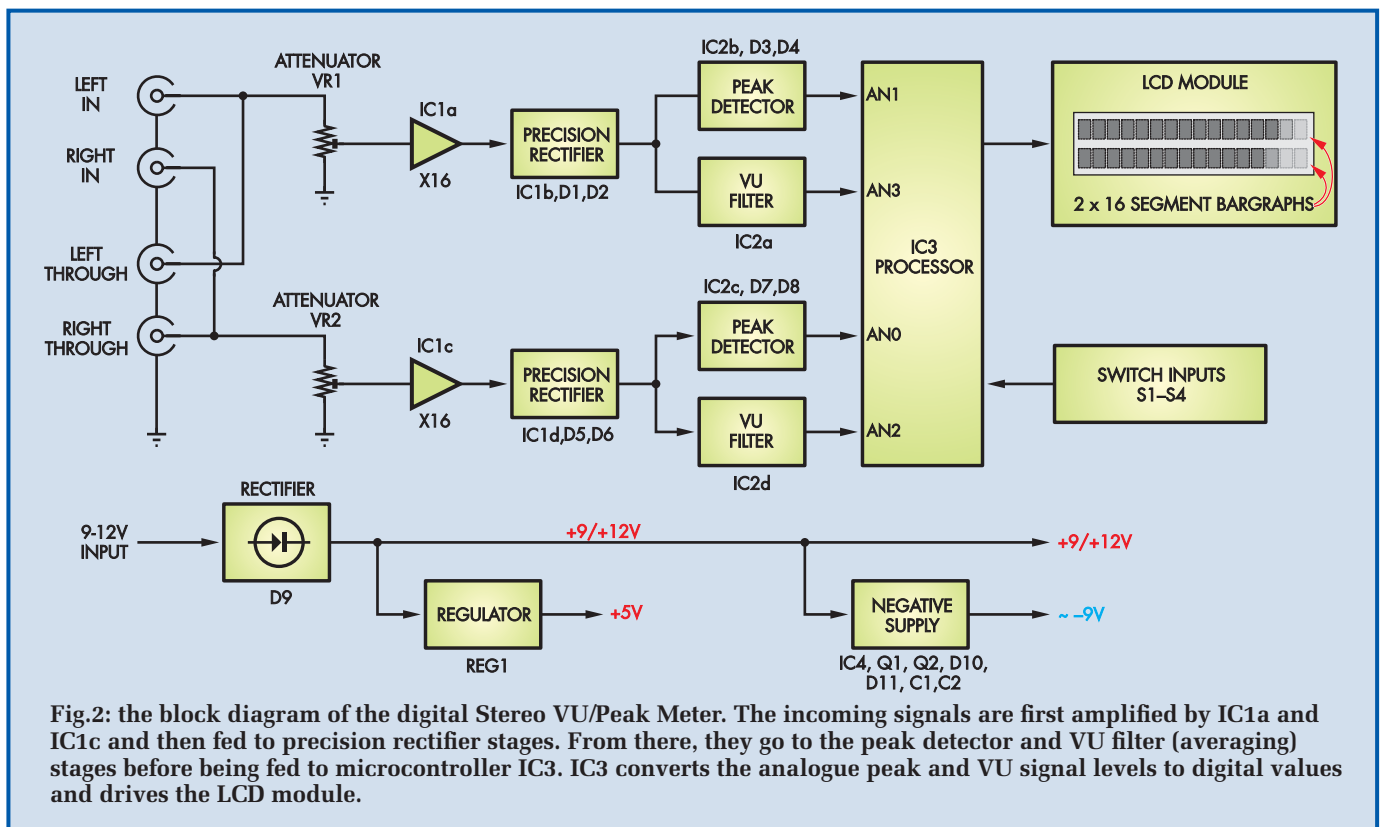 LEFT
IN
RIGHT
IN
LEFT
THROUGH
RIGHT
THROUGH
ATTENUATOR
VR1
IC1a
X16
PRECISION
RECTIFIER
IC1b,D1,D2
IC2b, D3,D4
PEAK
DETECTOR
VU
FILTER
IC2a
ATTENUATOR
VR2
IC1c
X16
PRECISION
RECTIFIER
IC1d,D5,D6
IC2c, D7,D8
PEAK
DETECTOR
VU
FILTER
IC2d
AN1
AN3
IC3
PROCESSOR
AN0
AN2
LCD MODULE
2 x 16 SEGMENT BARGRAPHS
SWITCH INPUTS
S1–S4
RECTIFIER
9-12V
INPUT
D9
+9/+12V
+9/+12V
REGULATOR
+5V
REG1
NEGATIVE
SUPPLY
~ –9V
IC4, Q1, Q2, D10,
D11, C1,C2
Fig.2: the block diagram of the digital Stereo VU/Peak Meter. The incoming signals are first amplified by IC1a and
IC1c and then fed to precision rectifier stages. From there, they go to the peak detector and VU filter (averaging)
stages before being fed to microcontroller IC3. IC3 converts the analogue peak and VU signal levels to digital values
and drives the LCD module.